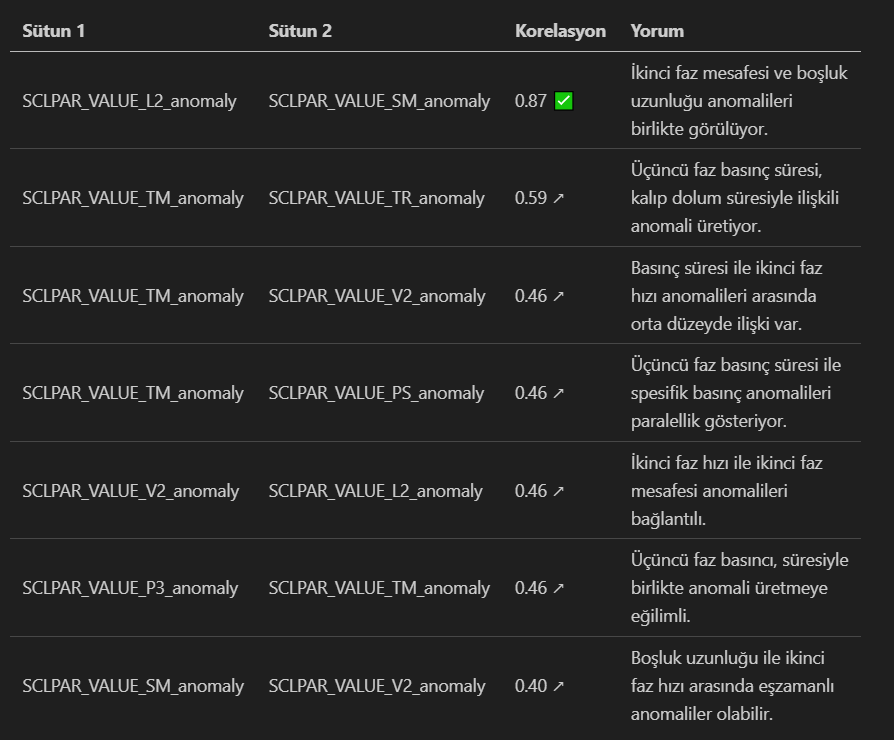 Sütun 1 Sütun 2 Korelasyon Yorum
İkinci faz mesafesi ve boşluk
SCLPAR_VALUE_L2_anomaly SCLPAR_VALUE_SM_anomaly 0.87 ✅ uzunluğu anomalileri
birlikte görülüyor.
Üçüncü faz basınç süresi,
SCLPAR_VALUE_TM_anomaly SCLPAR_VALUE_TR_anomaly 0.59 ↗ kalıp dolum süresiyle ilişkili
anomali üretiyor.
Basınç süresi ile ikinci faz
SCLPAR_VALUE_TM_anomaly SCLPAR_VALUE_V2_anomaly 0.46 ↗ hızı anomalileri arasında
orta düzeyde ilişki var.
Üçüncü faz basınç süresi ile
SCLPAR_VALUE_TM_anomaly SCLPAR_VALUE_PS_anomaly 0.46 ↗ spesifik basınç anomalileri
paralellik gösteriyor.
İkinci faz hızı ile ikinci faz
SCLPAR_VALUE_V2_anomaly SCLPAR_VALUE_L2_anomaly 0.46 ↗ mesafesi anomalileri
bağlantılı.
Üçüncü faz basıncı, süresiyle
SCLPAR_VALUE_P3_anomaly SCLPAR_VALUE_TM_anomaly 0.46 ↗ birlikte anomali üretmeye
eğilimli.
Boşluk uzunluğu ile ikinci
SCLPAR_VALUE_SM_anomaly SCLPAR_VALUE_V2_anomaly 0.40 ↗ faz hızı arasında eşzamanlı
anomaliler olabilir.